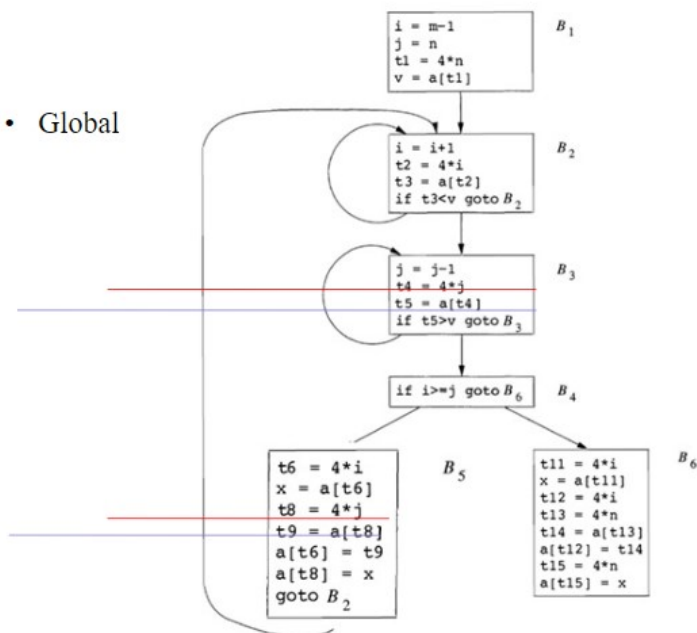 i = m-1
j = n
t1 = 4*n
v = a[t1]
B1
• Global
i = i+1
t2 = 4*i
t3 = a[t2]
if t3<v goto B2
B2
j = j-1
t4 = 4*j
t5 = a[t4]
if t5>v goto B3
B3
if i>=j goto B6
B4
t6 = 4*i
x = a[t6]
t8 = 4*j
t9 = a[t8]
a[t6] = t9
a[t8] = x
goto B2
B5
t11 = 4*i
x = a[t11]
t12 = 4*i
t13 = 4*n
t14 = a[t13]
a[t12] = t14
t15 = 4*n
a[t15] = x
B6